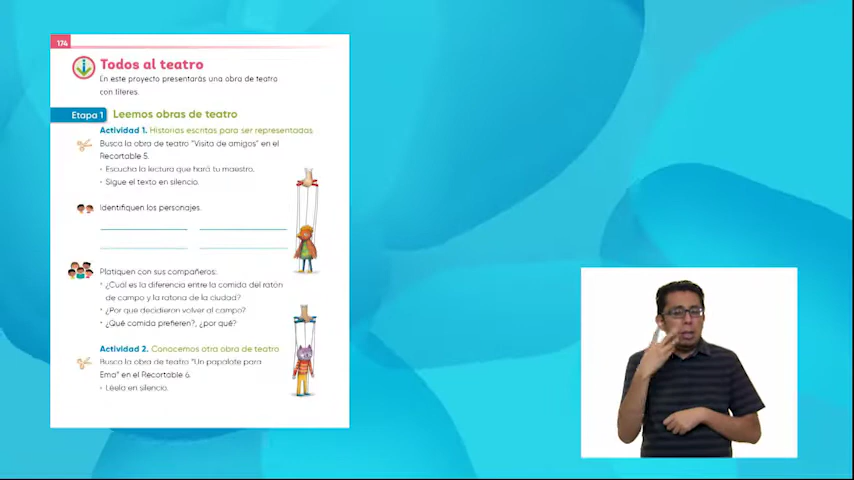 174
Todos al teatro
En este proyecto presentarás una obra de teatro
con títeres.
Etapa 1 Leemos obras de teatro
Actividad 1. Historias escritas para ser representadas
Busca la obra de teatro "Visita de amigos" en el
Recortable 5.
• Escucha la lectura que hará tu maestro.
• Sigue el texto en silencio.
Identifiquen los personajes.
Platiquen con sus compañeros:
• ¿Cuál es la diferencia entre la comida del ratón
de campo y la ratona de la ciudad?
• ¿Por qué decidieron volver al campo?
• ¿Qué comida prefieren?, ¿por qué?
Actividad 2. Conocemos otra obra de teatro
Busca la obra de teatro "Un papalote para
Ema" en el Recortable 6.
• Léela en silencio.